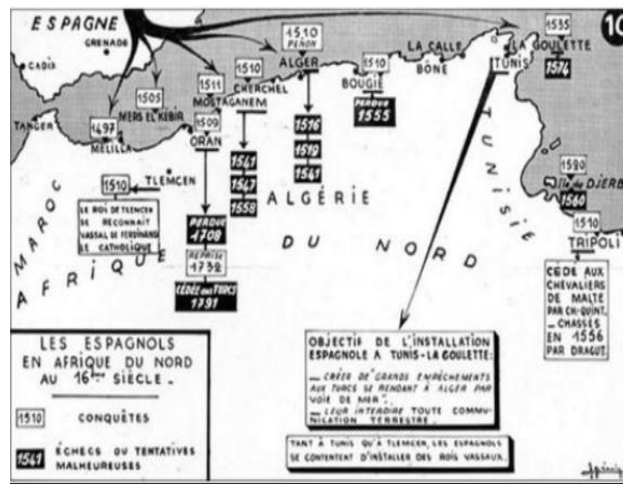 ESPAGNE
GRENADE
CADIX
TANGER
1497
MELILLA
1505
MERS EL KEBIR
1511
MOSTAGANEM
1509
ORAN
1510
CHERCHEL
1510
PEÑON
ALGER
1510
BOUGIE
PERDUE
1555
LA CALLE
BÔNE
1535
LA GOULETTE
1574
TUNIS
10
1516
1519
1541
1541
1547
1558
TLEMCEN
1510
LE ROI DE TLEMCEN
SE RECONNAIT
VASSAL DE FERDINAND
LE CATHOLIQUE
PERDUE
1708
REPRISE
1732
CÉDÉE AUX TURCS
1791
MAROC
AFRIQUE
DU NORD
ALGÉRIE
TUNISIE
1520
Ile de DJERBA
1560
1510
TRIPOLI
CÉDÉ AUX
CHEVALIERS
DE MALTE
PAR CH-QUINT.
_ CHASSÉS
EN 1556
PAR DRAGUT.
OBJECTIF DE L'INSTALLATION
ESPAGNOLE A TUNIS-LA GOULETTE:
_ CRÉER DE "GRANDS EMPÊCHEMENTS
AUX TURCS SE RENDANT A ALGER PAR
VOIE DE MER".
_ LEUR INTERDIRE TOUTE COMMU-
NICATION TERRESTRE.
TANT À TUNIS QU'À TLEMCEN, LES ESPAGNOLS
SE CONTENTENT D'INSTALLER DES ROIS VASSAUX.
LES ESPAGNOLS
EN AFRIQUE DU NORD
AU 16ème SIÈCLE _
1510 CONQUÊTES
1541 ÉCHECS OU TENTATIVES
MALHEUREUSES